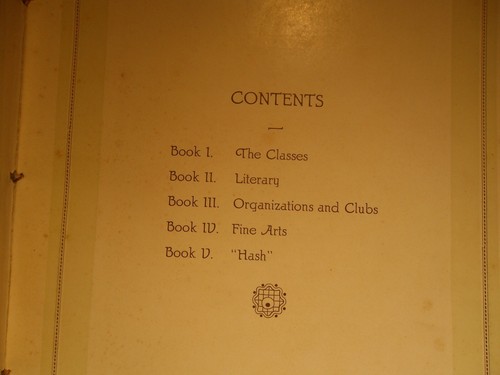 CONTENTS
Book I. The Classes
Book II. Literary
Book III. Organizations and Clubs
Book IV. Fine Arts
Book V. "Hash"